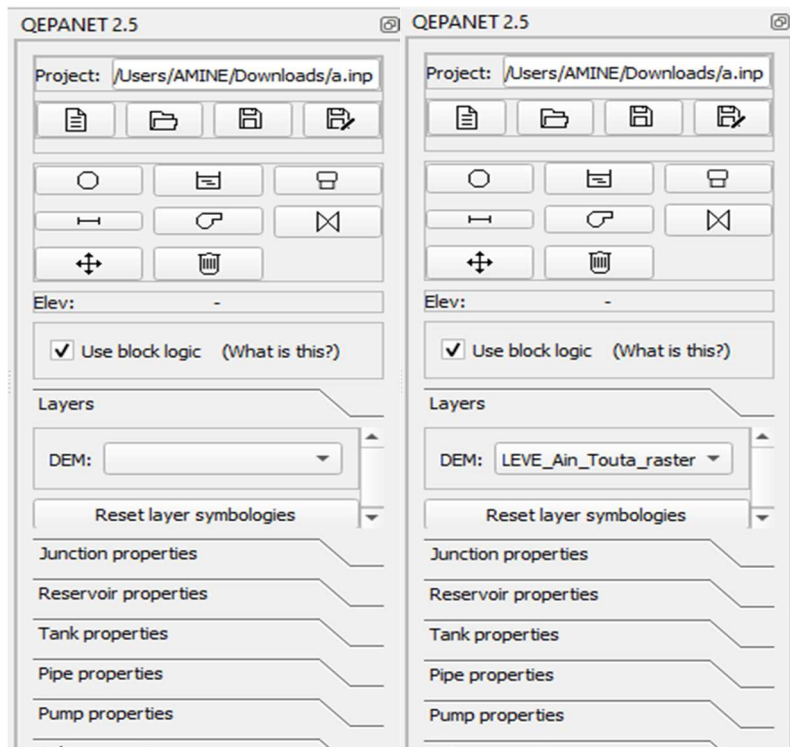 QEPANET 2.5
Project: /Users/AMINE/Downloads/a.inp
Elev: -
Use block logic (What is this?)
Layers
DEM:
Reset layer symbologies
Junction properties
Reservoir properties
Tank properties
Pipe properties
Pump properties
QEPANET 2.5
Project: /Users/AMINE/Downloads/a.inp
Elev: -
Use block logic (What is this?)
Layers
DEM: LEVE_Ain_Touta_raster
Reset layer symbologies
Junction properties
Reservoir properties
Tank properties
Pipe properties
Pump properties